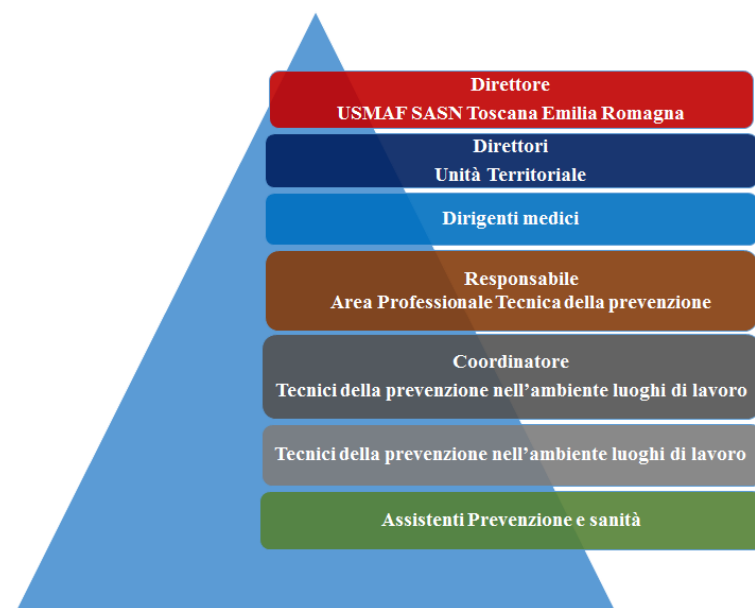 Direttore
USMAF SASN Toscana Emilia Romagna
Direttori
Unità Territoriale
Dirigenti medici
Responsabile
Area Professionale Tecnica della prevenzione
Coordinatore
Tecnici della prevenzione nell’ambiente luoghi di lavoro
Tecnici della prevenzione nell’ambiente luoghi di lavoro
Assistenti Prevenzione e sanità